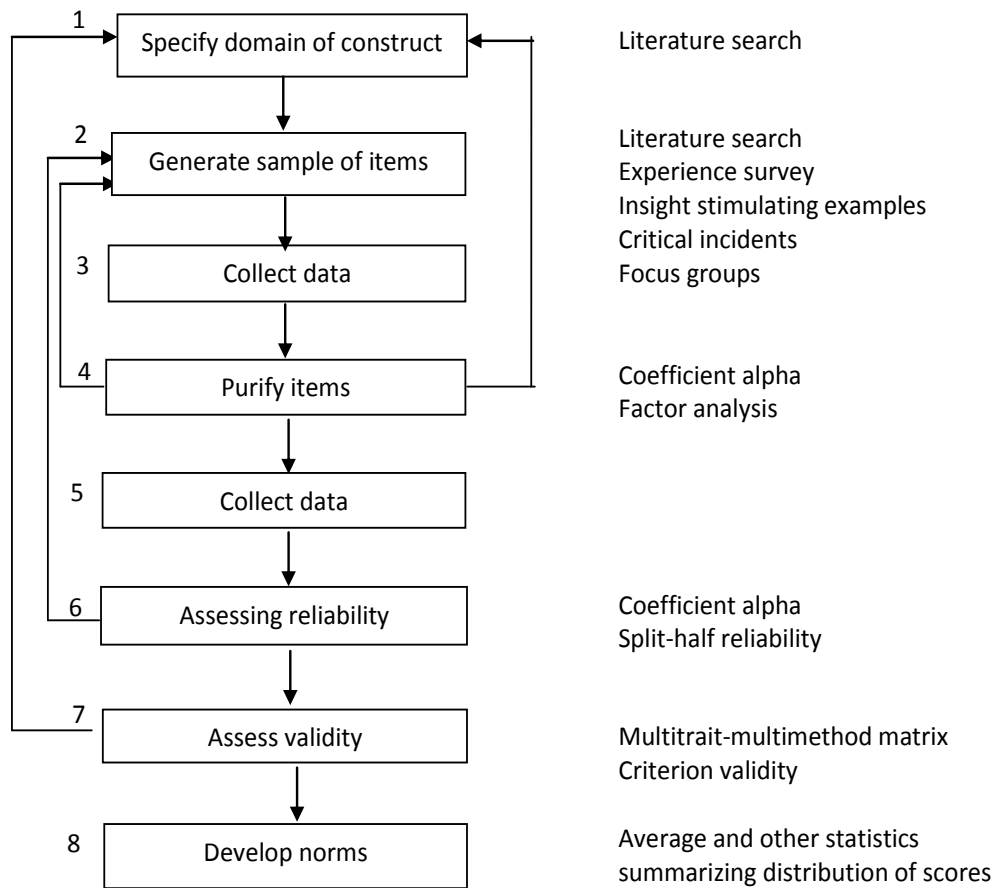 1
Specify domain of construct
Literature search
2
Generate sample of items
Literature search
Experience survey
Insight stimulating examples
Critical incidents
Focus groups
3
Collect data
4
Purify items
Coefficient alpha
Factor analysis
5
Collect data
6
Assessing reliability
Coefficient alpha
Split-half reliability
7
Assess validity
Multitrait-multimethod matrix
Criterion validity
8
Develop norms
Average and other statistics
summarizing distribution of scores